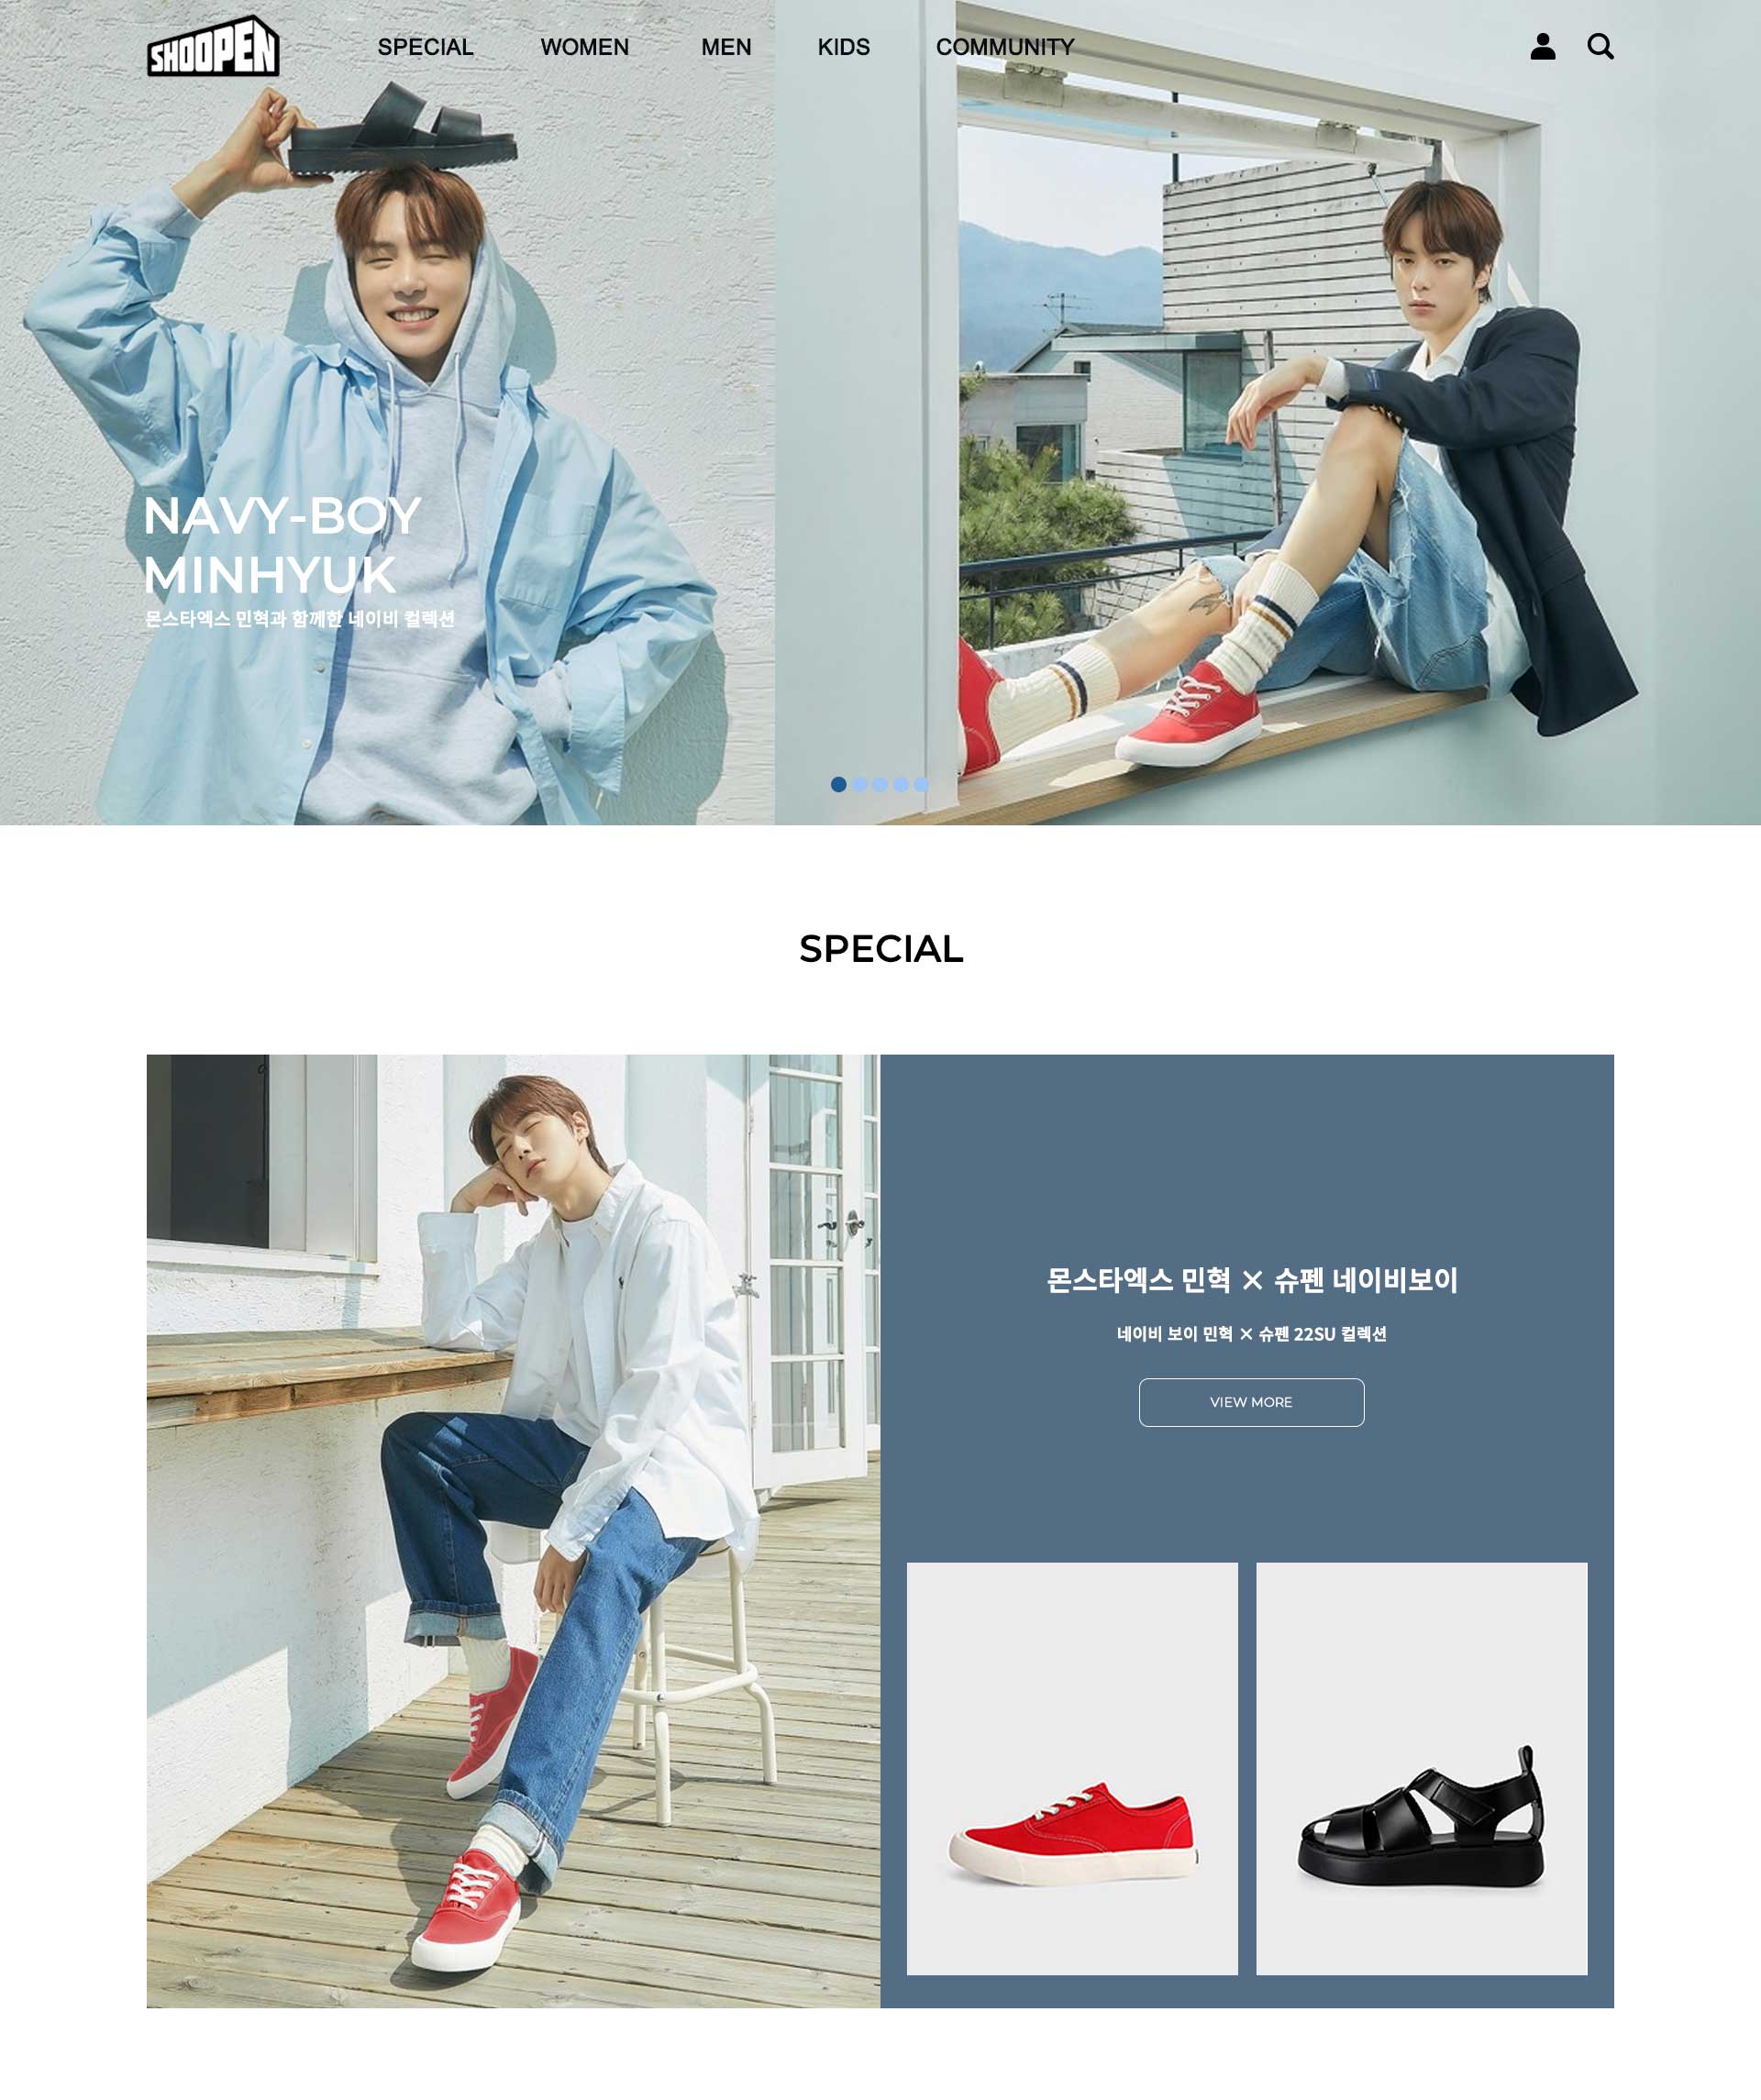 SHOOPEN
SPECIAL WOMEN MEN KIDS COMMUNITY
NAVY-BOY
MINHYUK
몬스타엑스 민혁과 함께한 네이비 컬렉션
SPECIAL
몬스타엑스 민혁 × 슈펜 네이비보이
네이비 보이 민혁 × 슈펜 22SU 컬렉션
VIEW MORE